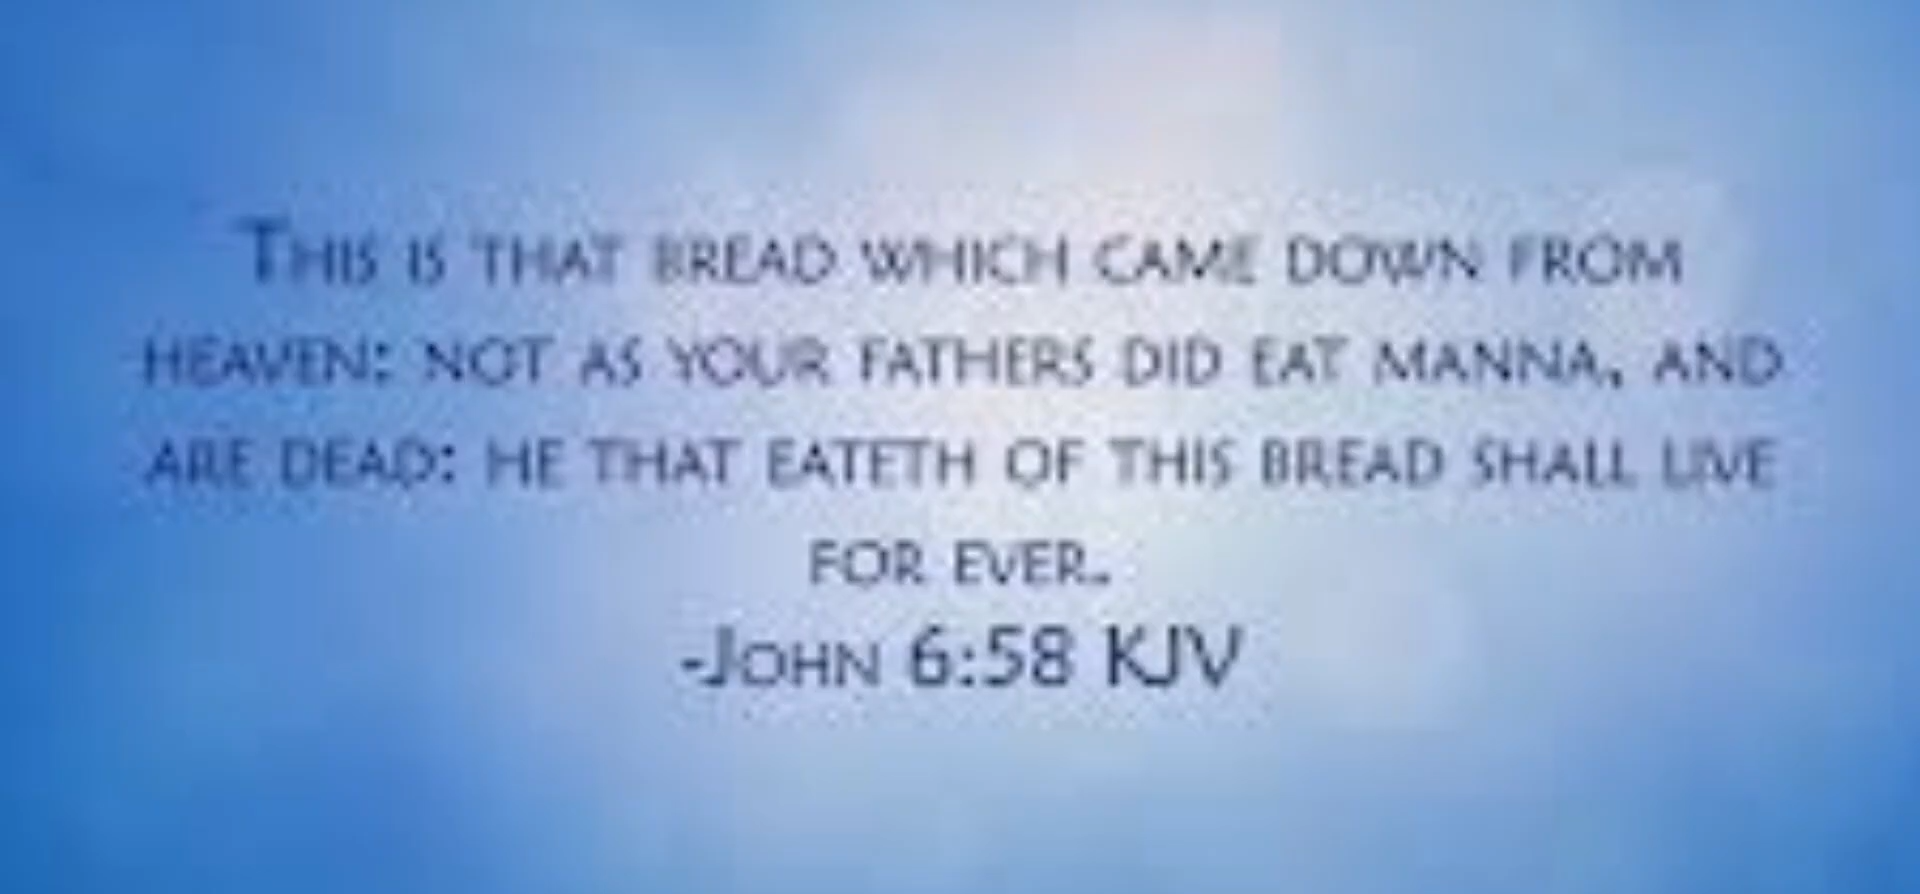 This is that bread which came down from
heaven: not as your fathers did eat manna, and
are dead: he that eateth of this bread shall live
for ever.
-John 6:58 KJV